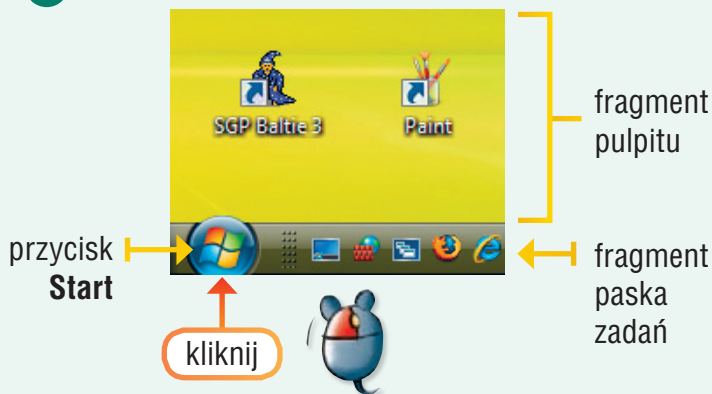 SGP Baltie 3
Paint
fragment
pulpitu
przycisk
Start
fragment
paska
zadań
kliknij